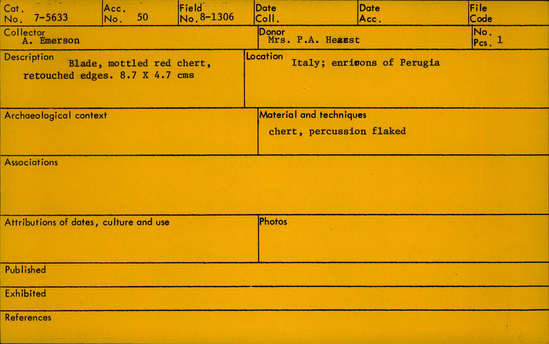 Cat. No. 7-5633 Acc. No. 50 Field No. 8-1306 Date Coll. Date Acc. File Code
Collector A. Emerson Donor Mrs. P.A. Hearst No. Pcs. 1
Description Blade, mottled red chert,
retouched edges. 8.7 X 4.7 cms
Location Italy; environs of Perugia
Archaeological context
Material and techniques
chert, percussion flaked
Associations
Attributions of dates, culture and use
Photos
Published
Exhibited
References